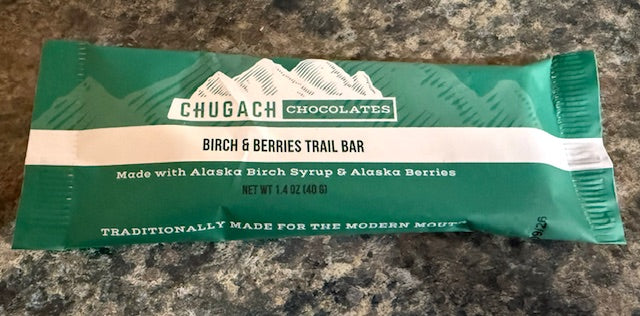 CHUGACH CHOCOLATES
BIRCH & BERRIES TRAIL BAR
Made with Alaska Birch Syrup & Alaska Berries
NET WT 1.4 OZ (40 G)
TRADITIONALLY MADE FOR THE MODERN MOUTH